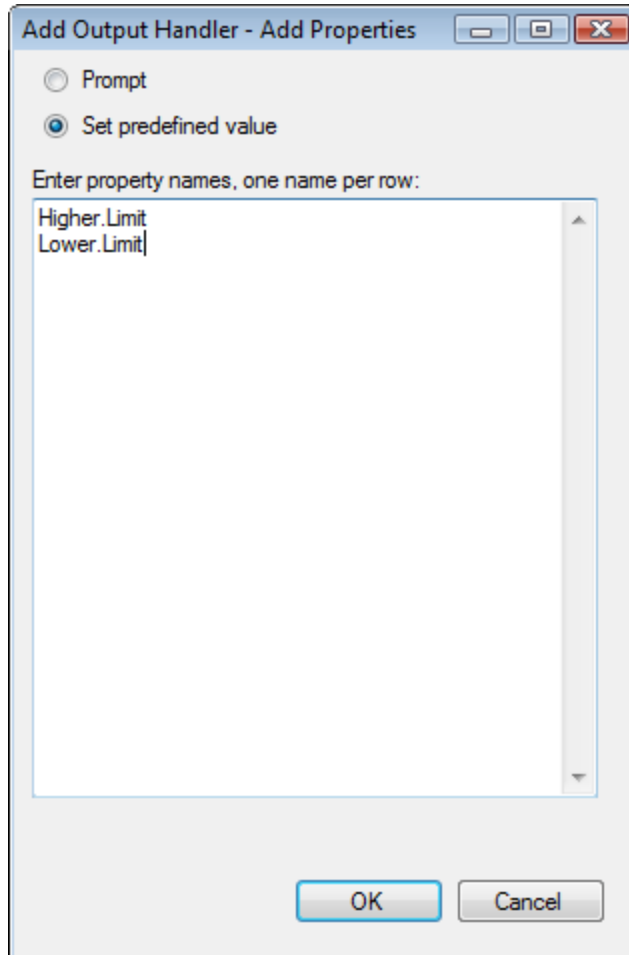 Add Output Handler - Add Properties
Prompt
Set predefined value
Enter property names, one name per row:
Higher.Limit
Lower.Limit
OK
Cancel